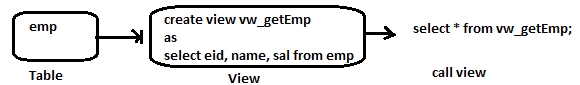 emp
Table
create view vw_getEmp
as
select eid, name, sal from emp
View
select * from vw_getEmp;
call view